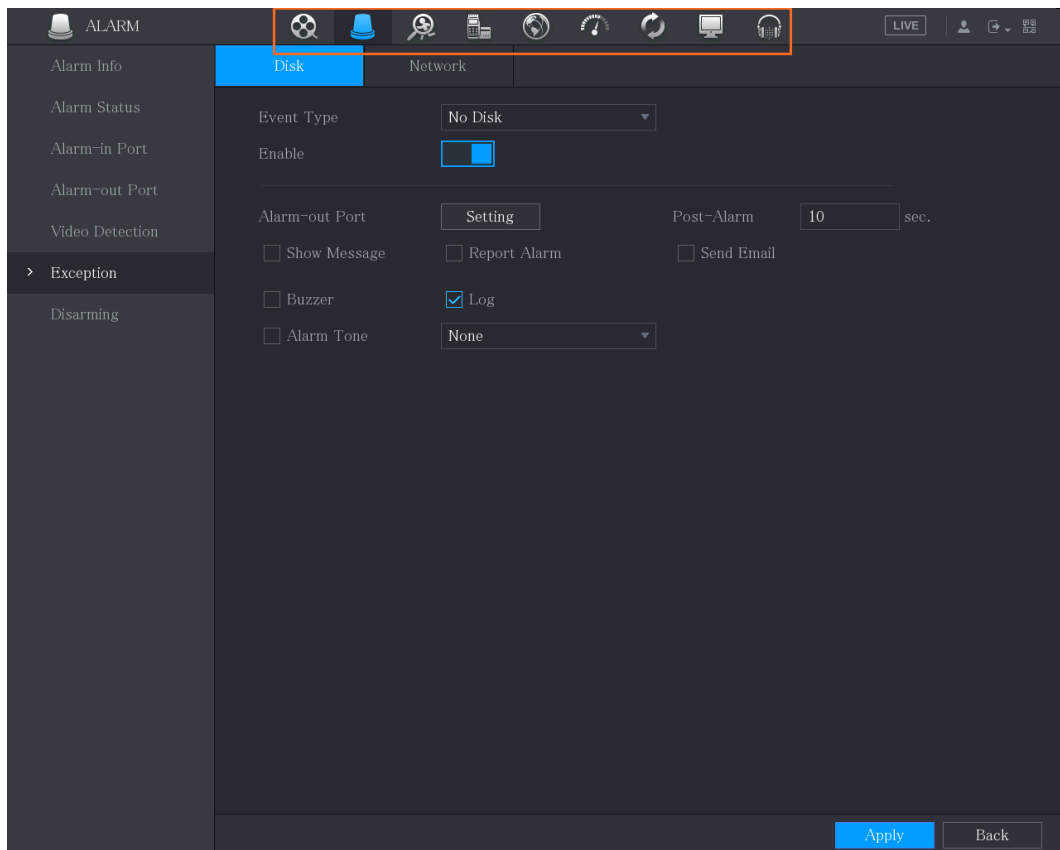 ALARM
LIVE
Alarm Info
Disk
Network
Alarm Status
Event Type
No Disk
Alarm-in Port
Enable
Alarm-out Port
Alarm-out Port
Setting
Post-Alarm
10
sec.
Video Detection
Show Message
Report Alarm
Send Email
Exception
Buzzer
Log
Disarming
Alarm Tone
None
Apply
Back